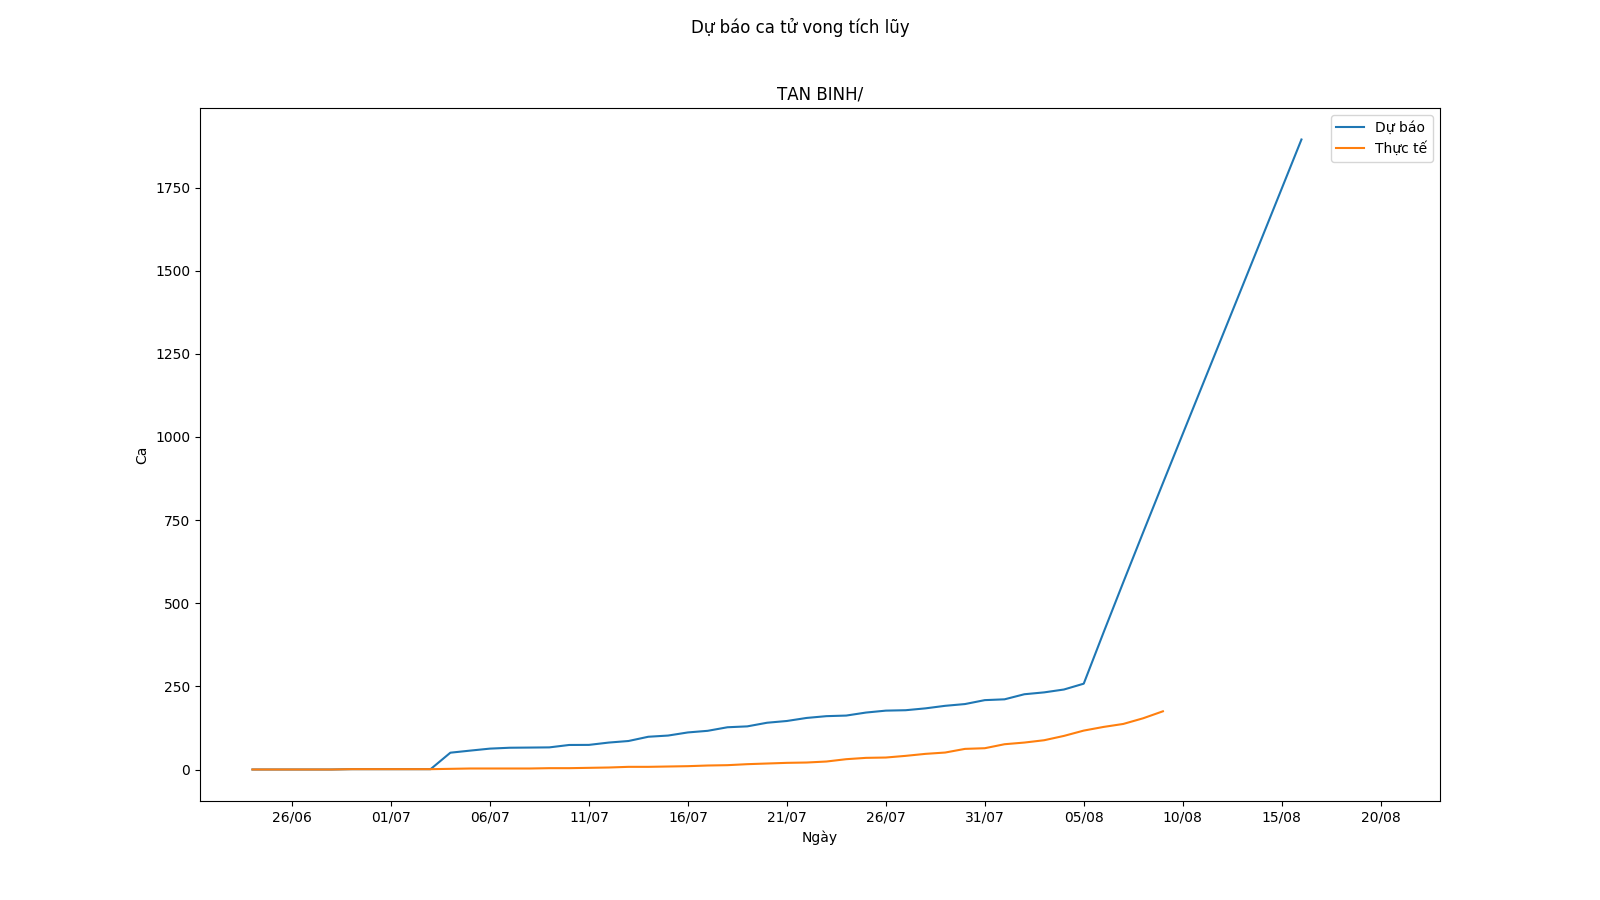 Dự báo ca tử vong tích lũy
TAN BINH/
Dự báo
Thực tế
1750
1500
1250
1000
750
500
250
0
Ca
26/06 01/07 06/07 11/07 16/07 21/07 26/07 31/07 05/08 10/08 15/08 20/08
Ngày